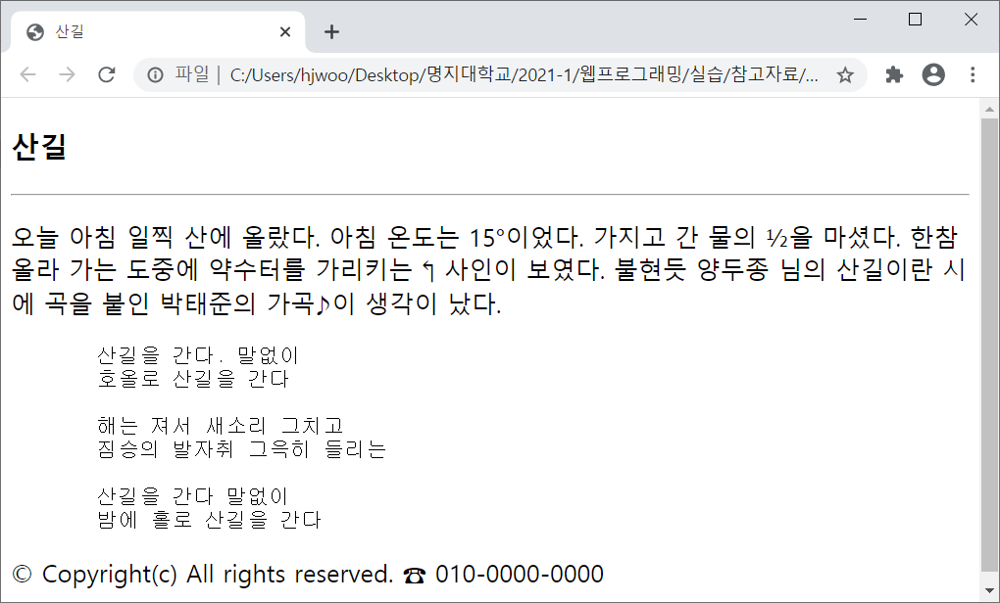 산길
파일 | C:/Users/hjwoo/Desktop/명지대학교/2021-1/웹프로그래밍/실습/참고자료/...
산길
오늘 아침 일찍 산에 올랐다. 아침 온도는 15°이었다. 가지고 간 물의 ½을 마셨다. 한참
올라 가는 도중에 약수터를 가리키는 ↰ 사인이 보였다. 불현듯 양두종 님의 산길이란 시
에 곡을 붙인 박태준의 가곡♪이 생각이 났다.
산길을 간다. 말없이
호올로 산길을 간다
해는 져서 새소리 그치고
짐승의 발자취 그윽히 들리는
산길을 간다 말없이
밤에 홀로 산길을 간다
© Copyright(c) All rights reserved. ☎ 010-0000-0000